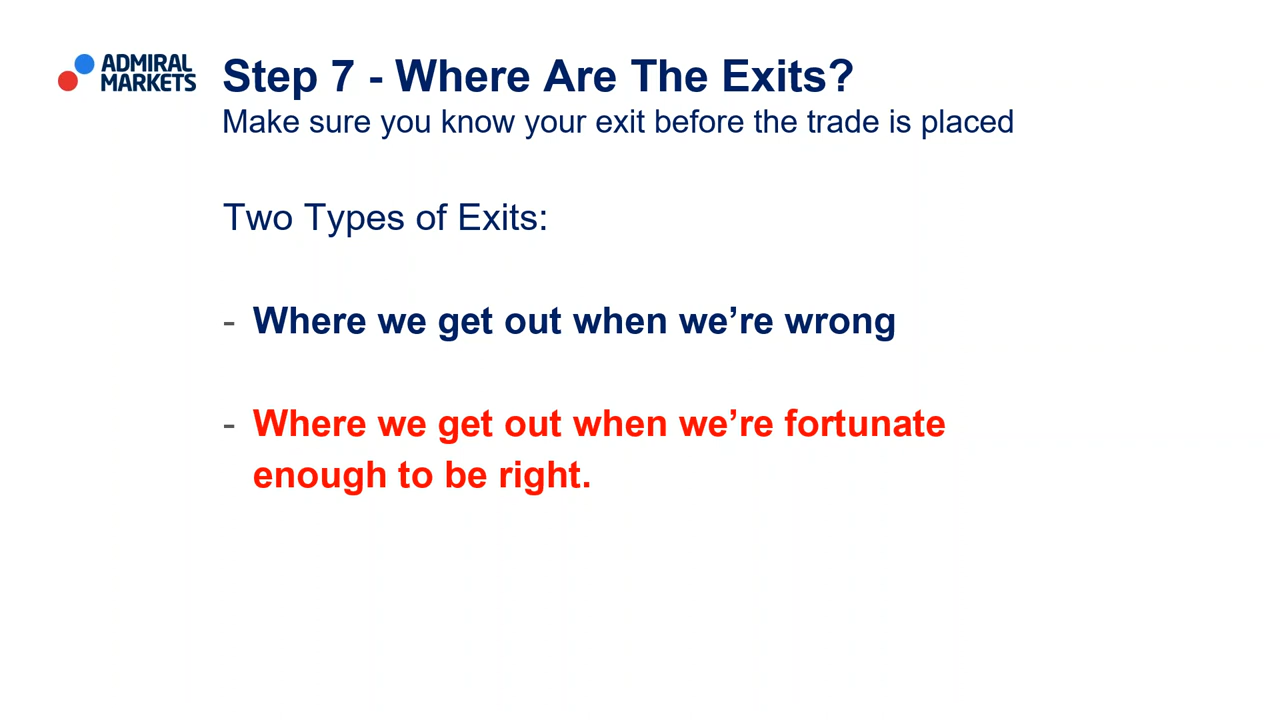 ADMIRAL
MARKETS
Step 7 - Where Are The Exits?
Make sure you know your exit before the trade is placed
Two Types of Exits:
- Where we get out when we’re wrong
- Where we get out when we’re fortunate
enough to be right.